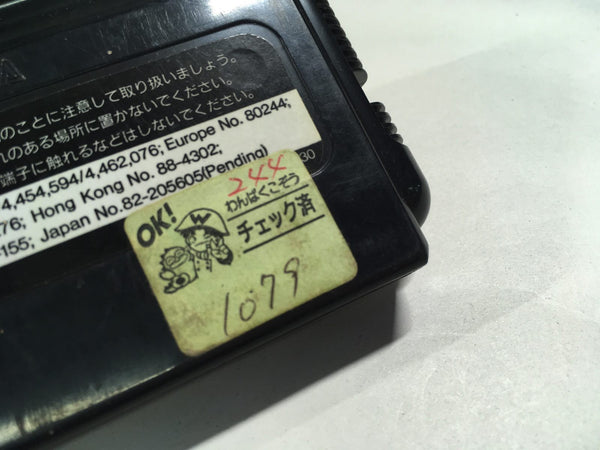 のことに注意して取り扱いましょう。
れのある場所に置かないでください。
端子に触れるなどはしないでください。
4,454,594/4,462,076; Europe No. 80244;
76; Hong Kong No. 88-4302;
155; Japan No.82-205605(Pending)
30
244
OK!
わんぱくこぞう
チェック済
W
1079